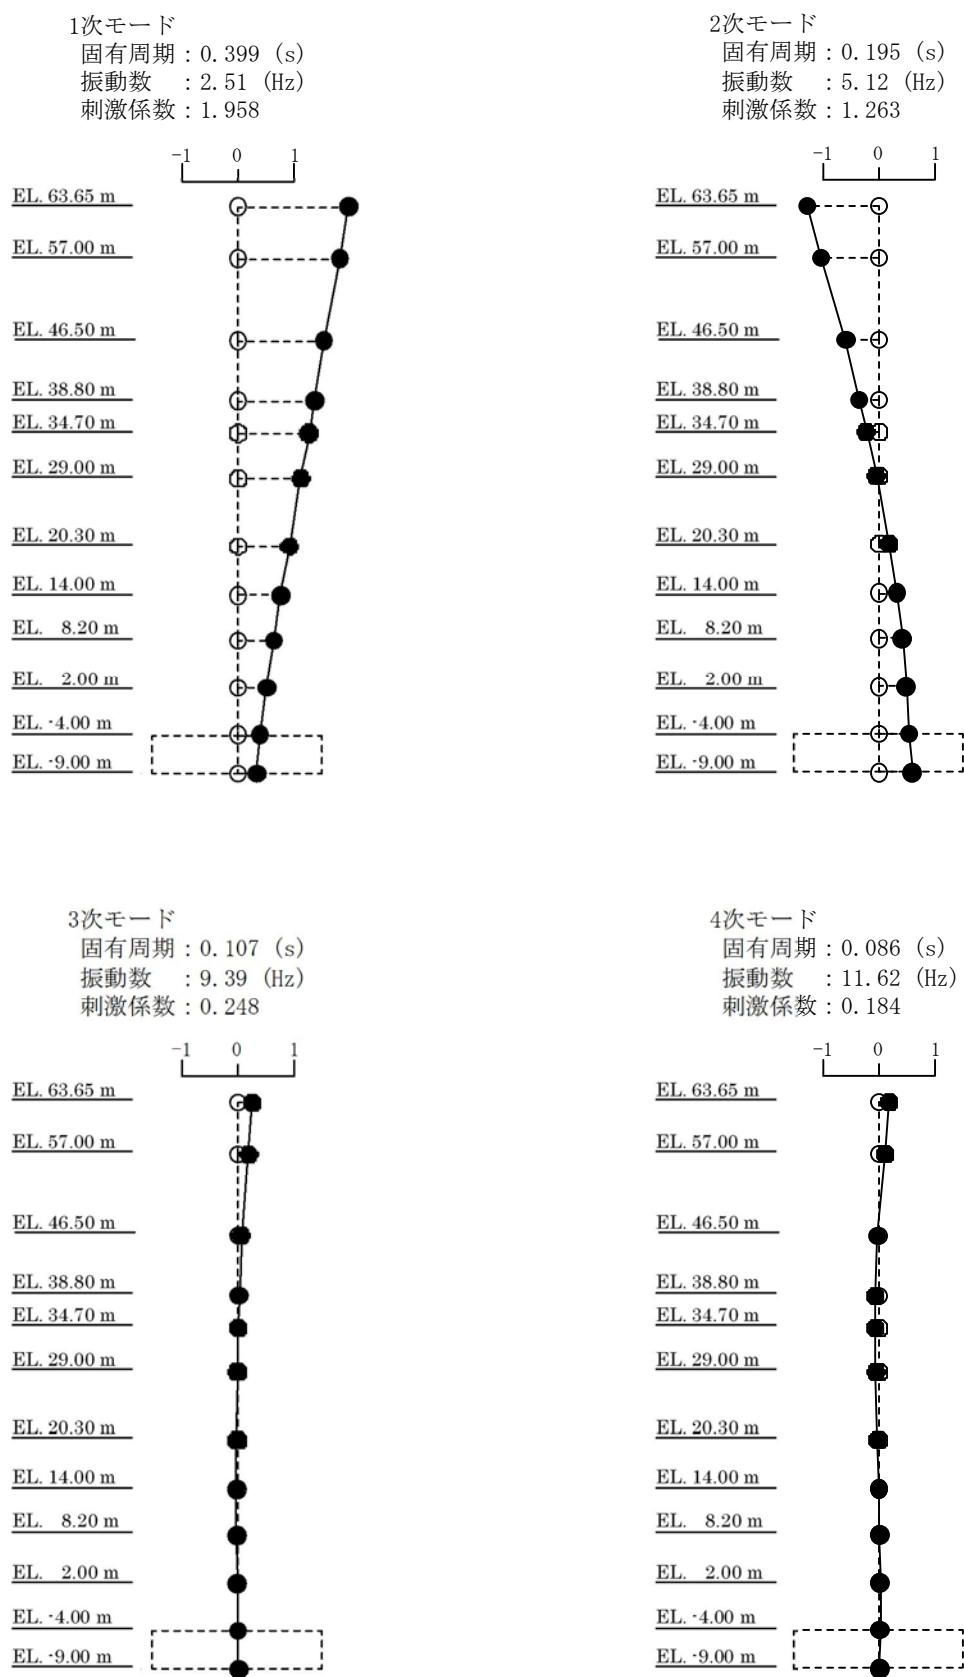 1次モード
固有周期：0.399 (s)
振動数　：2.51 (Hz)
刺激係数：1.958
-1 0 1
EL. 63.65 m
EL. 57.00 m
EL. 46.50 m
EL. 38.80 m
EL. 34.70 m
EL. 29.00 m
EL. 20.30 m
EL. 14.00 m
EL. 8.20 m
EL. 2.00 m
EL. -4.00 m
EL. -9.00 m
2次モード
固有周期：0.195 (s)
振動数　：5.12 (Hz)
刺激係数：1.263
-1 0 1
EL. 63.65 m
EL. 57.00 m
EL. 46.50 m
EL. 38.80 m
EL. 34.70 m
EL. 29.00 m
EL. 20.30 m
EL. 14.00 m
EL. 8.20 m
EL. 2.00 m
EL. -4.00 m
EL. -9.00 m
3次モード
固有周期：0.107 (s)
振動数　：9.39 (Hz)
刺激係数：0.248
-1 0 1
EL. 63.65 m
EL. 57.00 m
EL. 46.50 m
EL. 38.80 m
EL. 34.70 m
EL. 29.00 m
EL. 20.30 m
EL. 14.00 m
EL. 8.20 m
EL. 2.00 m
EL. -4.00 m
EL. -9.00 m
4次モード
固有周期：0.086 (s)
振動数　：11.62 (Hz)
刺激係数：0.184
-1 0 1
EL. 63.65 m
EL. 57.00 m
EL. 46.50 m
EL. 38.80 m
EL. 34.70 m
EL. 29.00 m
EL. 20.30 m
EL. 14.00 m
EL. 8.20 m
EL. 2.00 m
EL. -4.00 m
EL. -9.00 m